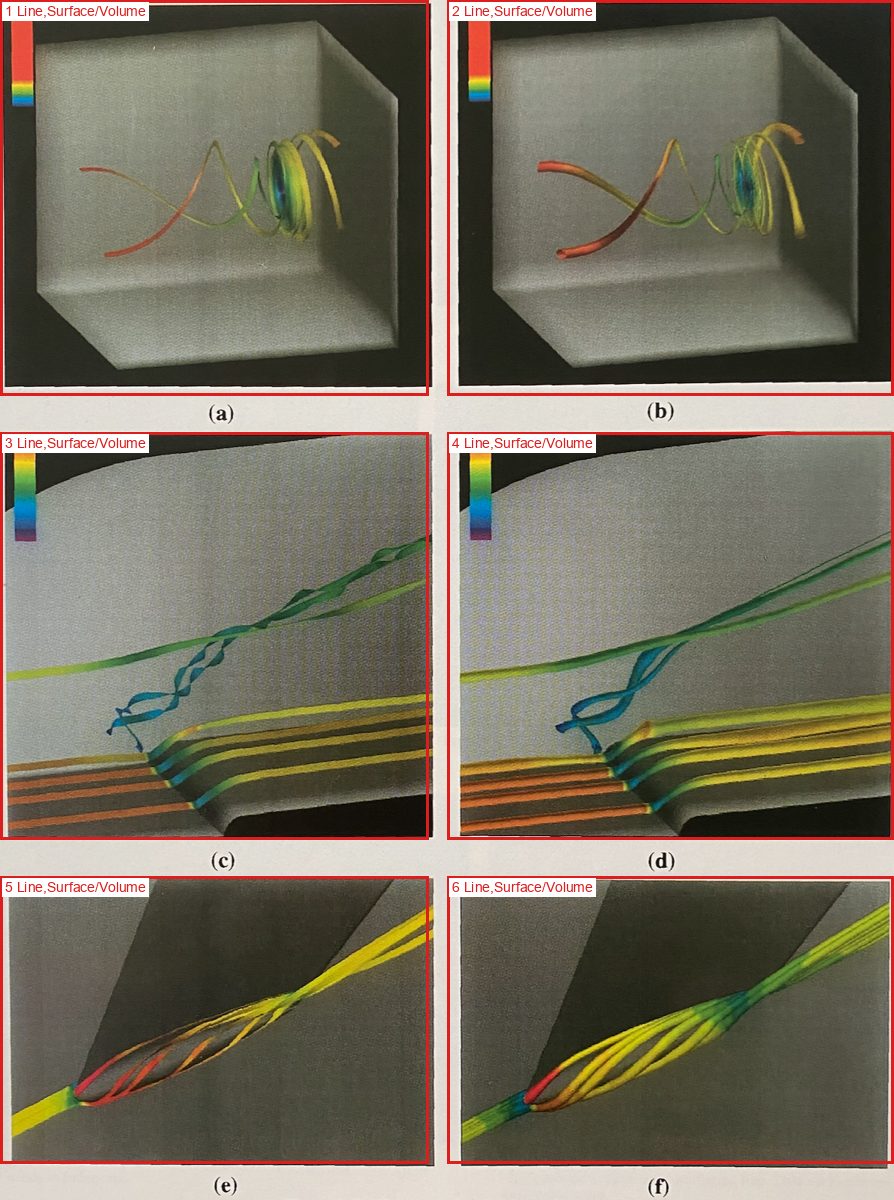 1 Line,Surface/Volume
2 Line,Surface/Volume
(a)
(b)
3 Line,Surface/Volume
4 Line,Surface/Volume
(c)
(d)
5 Line,Surface/Volume
6 Line,Surface/Volume
(e)
(f)